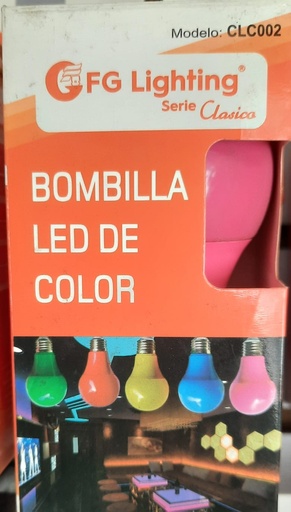 Modelo: CLC002
FG Lighting®
Serie Clasico
BOMBILLA
LED DE
COLOR